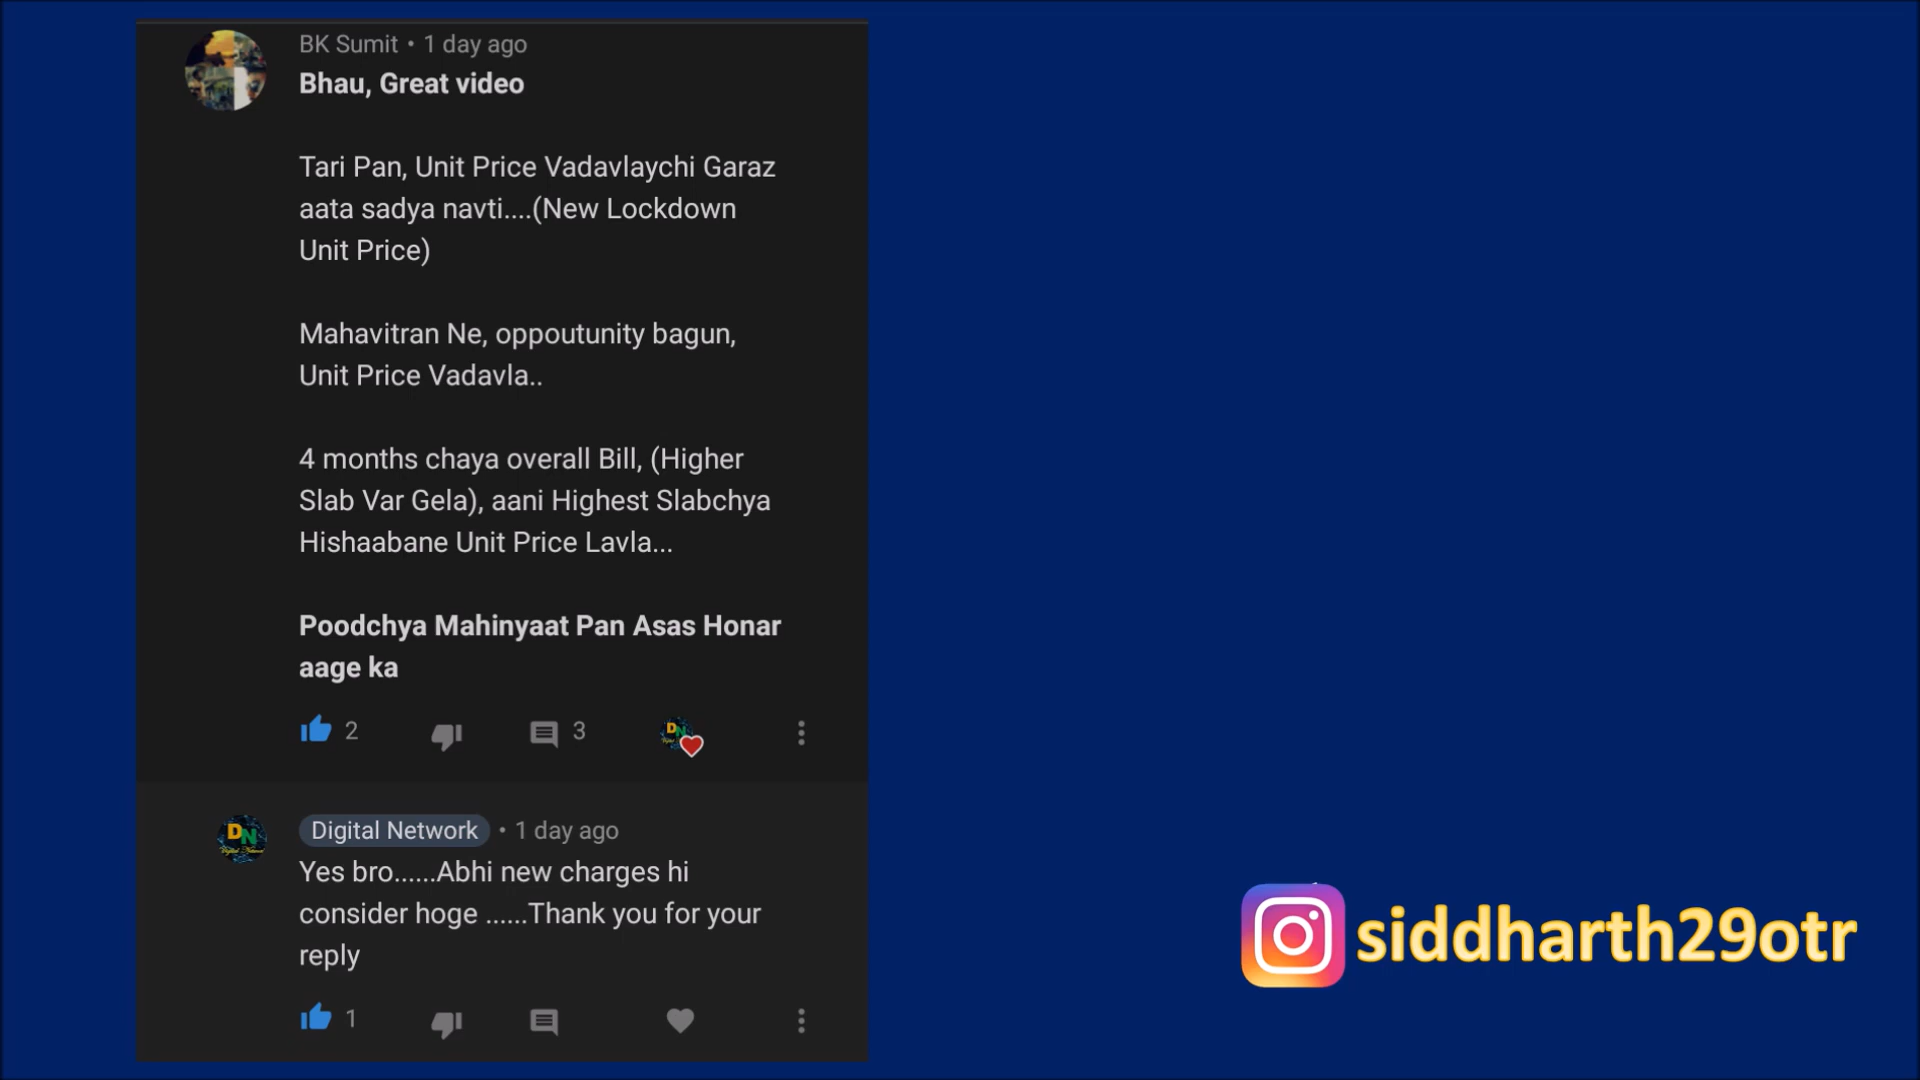 BK Sumit • 1 day ago
Bhau, Great video
Tari Pan, Unit Price Vadavlaychi Garaz
aata sadya navti....(New Lockdown
Unit Price)
Mahavitran Ne, oppoutunity bagun,
Unit Price Vadavla..
4 months chaya overall Bill, (Higher
Slab Var Gela), aani Highest Slabchya
Hishaabane Unit Price Lavla...
Poodchya Mahinyaat Pan Asas Honar
aage ka
2 3
DN
DN
Digital Network • 1 day ago
Yes bro......Abhi new charges hi
consider hoge ......Thank you for your
reply
1
siddharth29otr